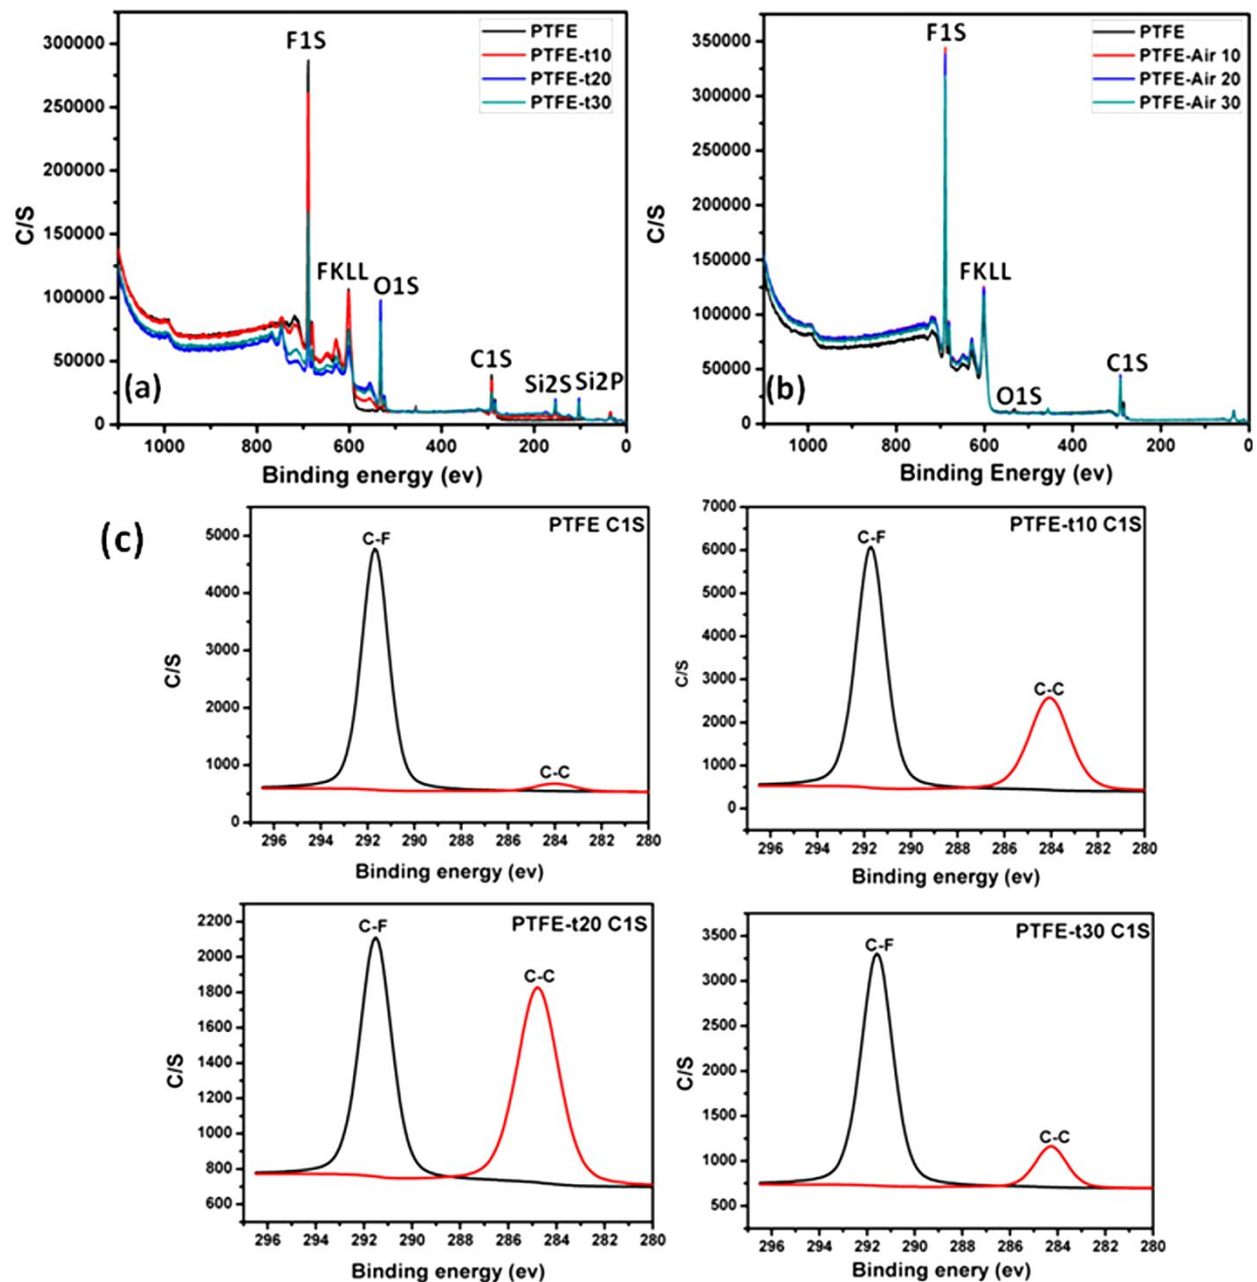 PTFE
PTFE-t10
PTFE-t20
PTFE-t30
F1S
FKLL
O1S
C1S
Si2S
Si2P
300000
250000
200000
150000
100000
50000
0
C/S
(a)
1000 800 600 400 200 0
Binding energy (ev)
PTFE
PTFE-Air 10
PTFE-Air 20
PTFE-Air 30
F1S
FKLL
O1S
C1S
350000
300000
250000
200000
150000
100000
50000
0
C/S
(b)
1000 800 600 400 200 0
Binding Energy (ev)
(c)
PTFE C1S
C-F
C-C
5000
4000
3000
2000
1000
0
C/S
296 294 292 290 288 286 284 282 280
Binding energy (ev)
PTFE-t10 C1S
C-F
C-C
7000
6000
5000
4000
3000
2000
1000
0
C/S
296 294 292 290 288 286 284 282 280
Binding energy (ev)
PTFE-t20 C1S
C-F
C-C
2200
2000
1800
1600
1400
1200
1000
800
600
C/S
296 294 292 290 288 286 284 282 280
Binding energy (ev)
PTFE-t30 C1S
C-F
C-C
3500
3000
2500
2000
1500
1000
500
C/S
296 294 292 290 288 286 284 282 280
Binding enery (ev)